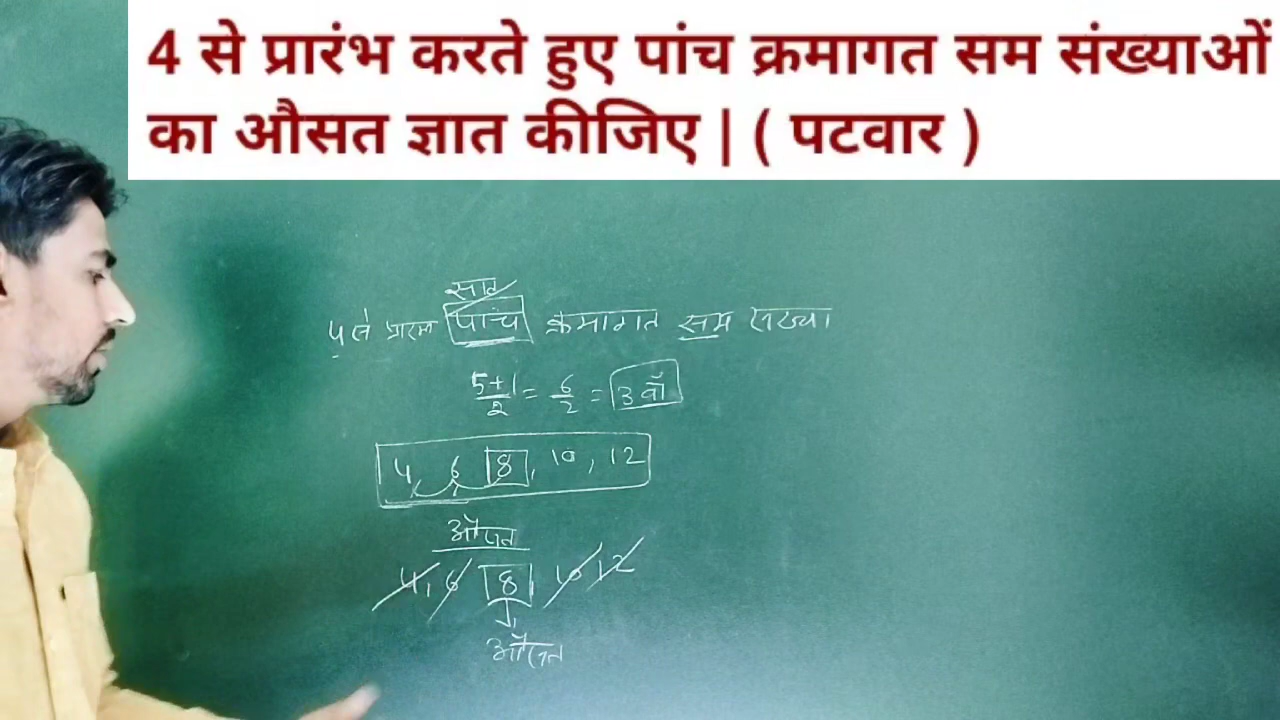 4 से प्रारंभ करते हुए पांच क्रमागत सम संख्याओं
का औसत ज्ञात कीजिए | ( पटवार )
सात
4 से प्रारम्भ पांच क्रमागत सम संख्या
5+1/2 = 6/2 = 3 वाँ
4, 6, 8, 10, 12
औसत
4, 6, 8, 10, 12
औसत